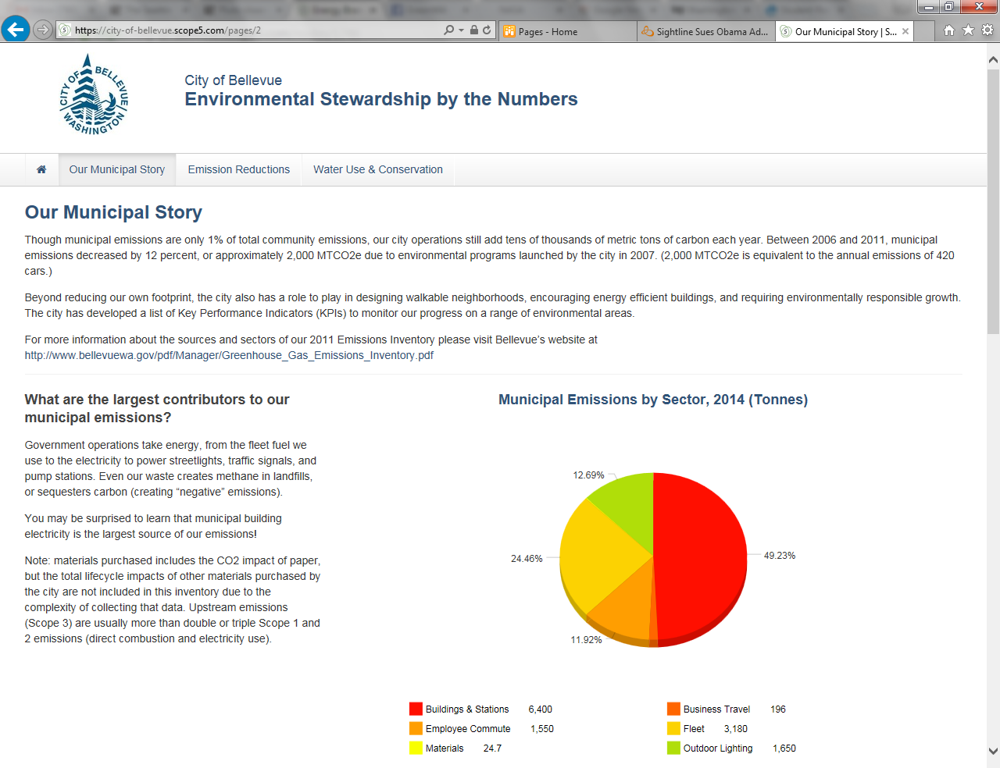 https://city-of-bellevue.scope5.com/pages/2
Pages - Home
Sightline Sues Obama Ad...
Our Municipal Story | S...
CITY OF BELLEVUE
WASHINGTON
City of Bellevue
Environmental Stewardship by the Numbers
Our Municipal Story
Emission Reductions
Water Use & Conservation
Our Municipal Story
Though municipal emissions are only 1% of total community emissions, our city operations still add tens of thousands of metric tons of carbon each year. Between 2006 and 2011, municipal
emissions decreased by 12 percent, or approximately 2,000 MTCO2e due to environmental programs launched by the city in 2007. (2,000 MTCO2e is equivalent to the annual emissions of 420
cars.)
Beyond reducing our own footprint, the city also has a role to play in designing walkable neighborhoods, encouraging energy efficient buildings, and requiring environmentally responsible growth.
The city has developed a list of Key Performance Indicators (KPIs) to monitor our progress on a range of environmental areas.
For more information about the sources and sectors of our 2011 Emissions Inventory please visit Bellevue's website at
http://www.bellevuewa.gov/pdf/Manager/Greenhouse_Gas_Emissions_Inventory.pdf
What are the largest contributors to our
municipal emissions?
Government operations take energy, from the fleet fuel we
use to the electricity to power streetlights, traffic signals, and
pump stations. Even our waste creates methane in landfills,
or sequesters carbon (creating “negative” emissions).
You may be surprised to learn that municipal building
electricity is the largest source of our emissions!
Note: materials purchased includes the CO2 impact of paper,
but the total lifecycle impacts of other materials purchased by
the city are not included in this inventory due to the
complexity of collecting that data. Upstream emissions
(Scope 3) are usually more than double or triple Scope 1 and
2 emissions (direct combustion and electricity use).
Municipal Emissions by Sector, 2014 (Tonnes)
12.69%
24.46%
49.23%
11.92%
Buildings & Stations 6,400
Business Travel 196
Employee Commute 1,550
Fleet 3,180
Materials 24.7
Outdoor Lighting 1,650